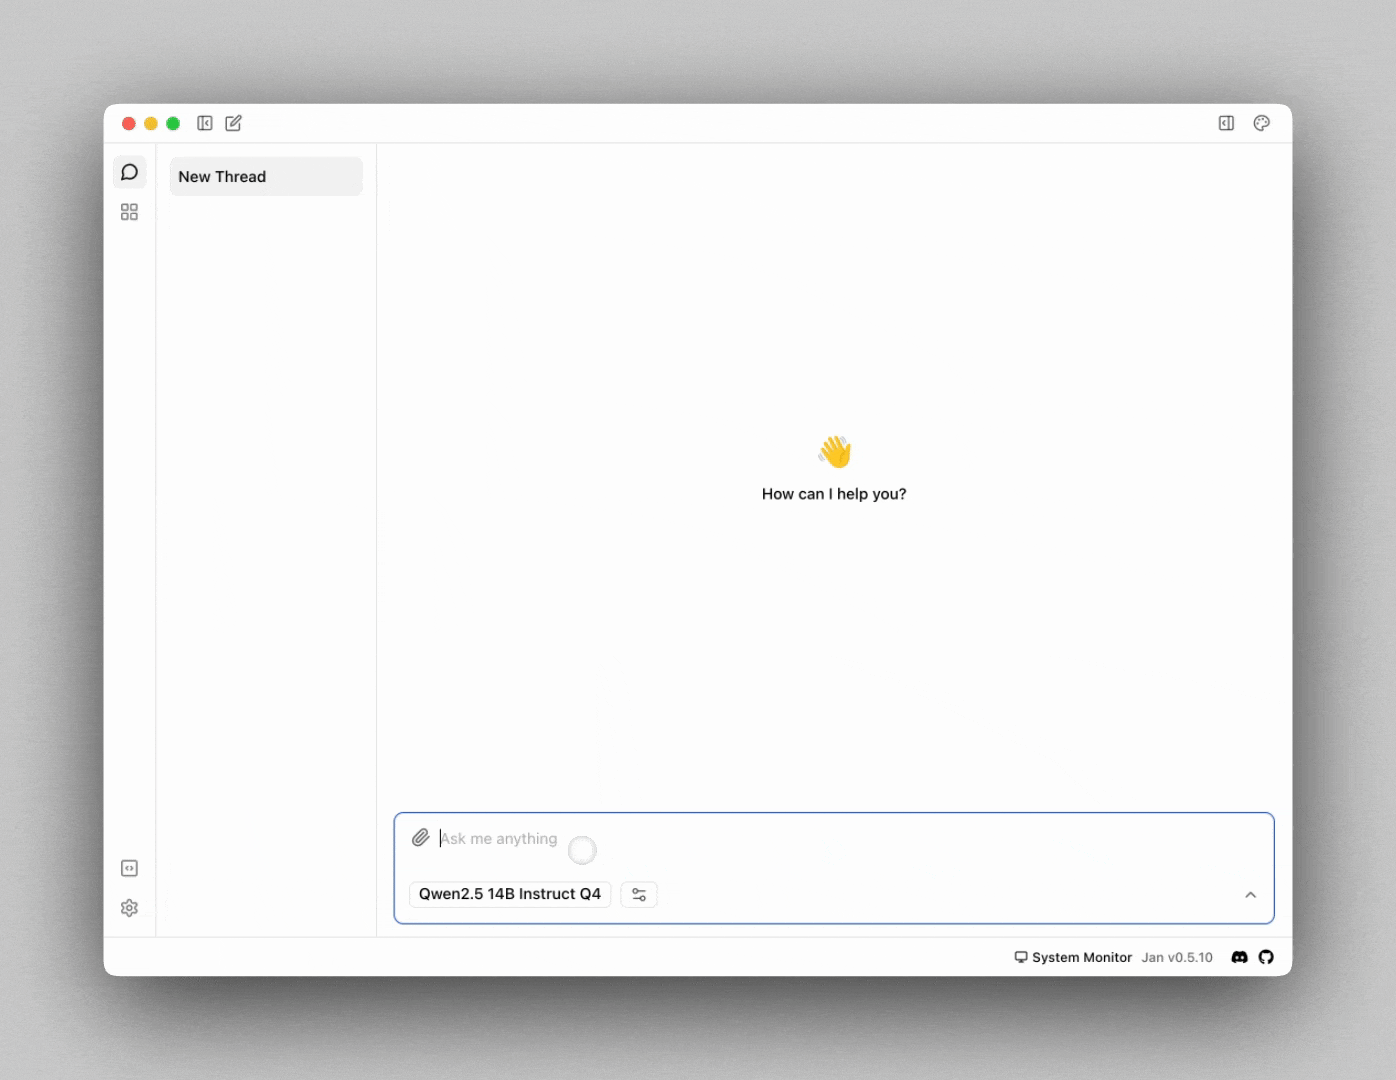 New Thread
How can I help you?
Ask me anything
Qwen2.5 14B Instruct Q4
System Monitor Jan v0.5.10